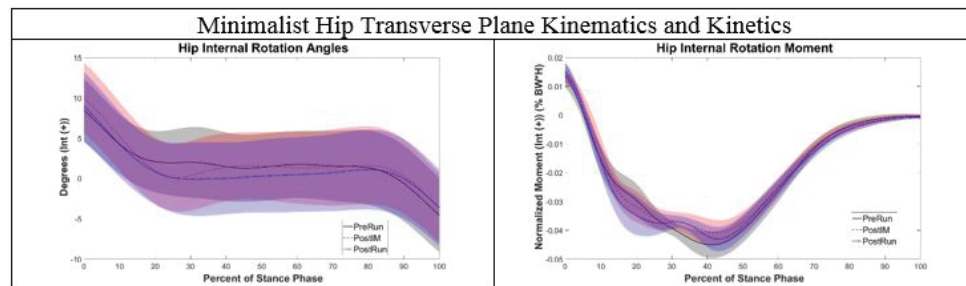 Minimalist Hip Transverse Plane Kinematics and Kinetics
Hip Internal Rotation Angles
Degrees (Int (+))
15
10
5
0
-5
-10
0 10 20 30 40 50 60 70 80 90 100
Percent of Stance Phase
PreRun
PostIM
PostRun
Hip Internal Rotation Moment
Normalized Moment (Int (+)) (% BW*H)
0.02
0.01
0
-0.01
-0.02
-0.03
-0.04
-0.05
0 10 20 30 40 50 60 70 80 90 100
Percent of Stance Phase
PreRun
PostIM
PostRun